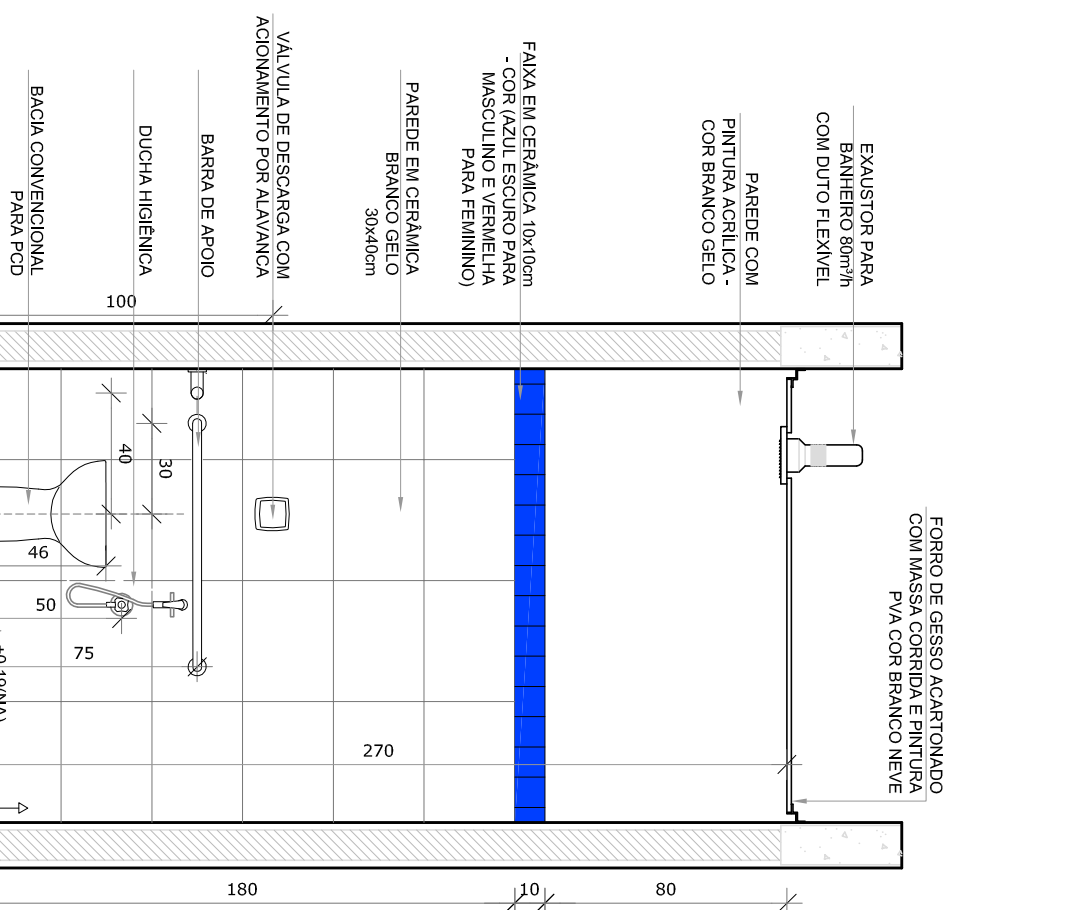 BACIA CONVENCIONAL
PARA PCD
DUCHA HIGIÊNICA
BARRA DE APOIO
VÁLVULA DE DESCARGA COM
ACIONAMENTO POR ALAVANCA
PAREDE EM CERÂMICA
BRANCO GELO
30x40cm
FAIXA EM CERÂMICA 10x10cm
- COR (AZUL ESCURO PARA
MASCULINO E VERMELHA
PARA FEMININO)
PAREDE COM
PINTURA ACRÍLICA -
COR BRANCO GELO
EXAUSTOR PARA
BANHEIRO 80m³/h
COM DUTO FLEXÍVEL
100
40
30
46
50
75
270
FORRO DE GESSO ACARTONADO
COM MASSA CORRIDA E PINTURA
PVA COR BRANCO NEVE
180
10
80